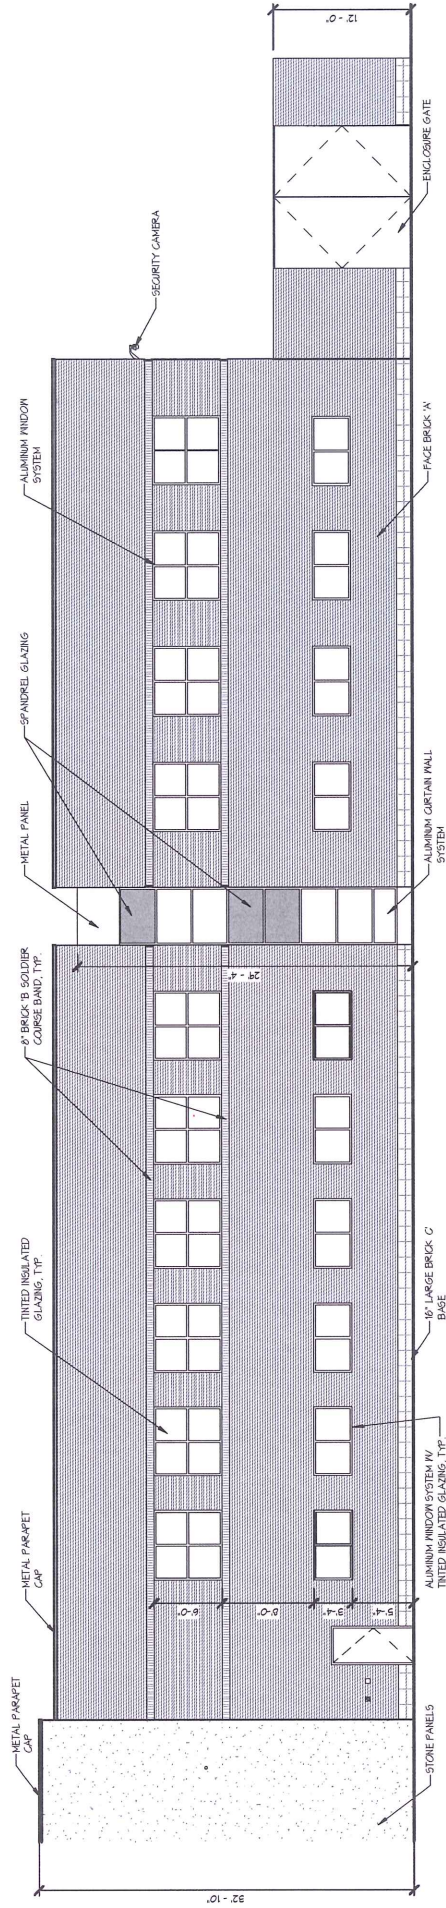 METAL PARAPET
CAP
METAL PARAPET
CAP
TINTED INSULATED
GLAZING, TYP.
8" BRICK 'B' SOLDIER
COURSE BAND, TYP.
METAL PANEL
SPANDREL GLAZING
ALUMINUM WINDOW
SYSTEM
SECURITY CAMERA
12' - 0"
32' - 10"
29' - 4"
6'-0"
8'-0"
3'-4"
5'-4"
STONE PANELS
ALUMINUM WINDOW SYSTEM W/
TINTED INSULATED GLAZING, TYP.
16" LARGE BRICK 'C'
BASE
ALUMINUM CURTAIN WALL
SYSTEM
FACE BRICK 'A'
ENCLOSURE GATE